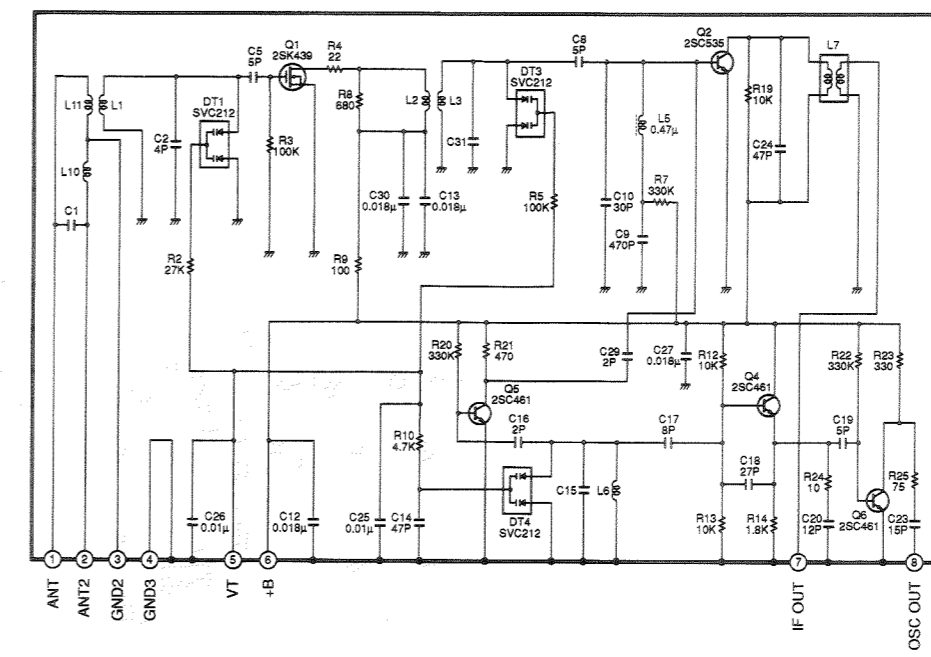 C8
5P
Q2
2SC535
L7
C5
5P
Q1
2SK439
R4
22
DT3
SVC212
R8
680
L11
L1
L2
L3
R19
10K
DT1
SVC212
C2
4P
R3
100K
C31
L5
0.47μ
C24
47P
L10
R7
330K
C30
0.018μ
C13
0.018μ
R5
100K
C10
30P
C1
C9
470P
R2
27K
R9
100
R20
330K
R21
470
C29
2P
C27
0.018μ
R12
10K
R22
330K
R23
330
Q4
2SC461
Q5
2SC461
C16
2P
C17
8P
C19
5P
R10
4.7K
C18
27P
R24
10
R25
75
C15
L6
Q6
2SC461
C26
0.01μ
C12
0.018μ
C25
0.01μ
C14
47P
DT4
SVC212
R13
10K
R14
1.8K
C20
12P
C23
15P
1
2
3
4
5
6
7
8
ANT
ANT2
GND2
GND3
VT
+B
IF OUT
OSC OUT